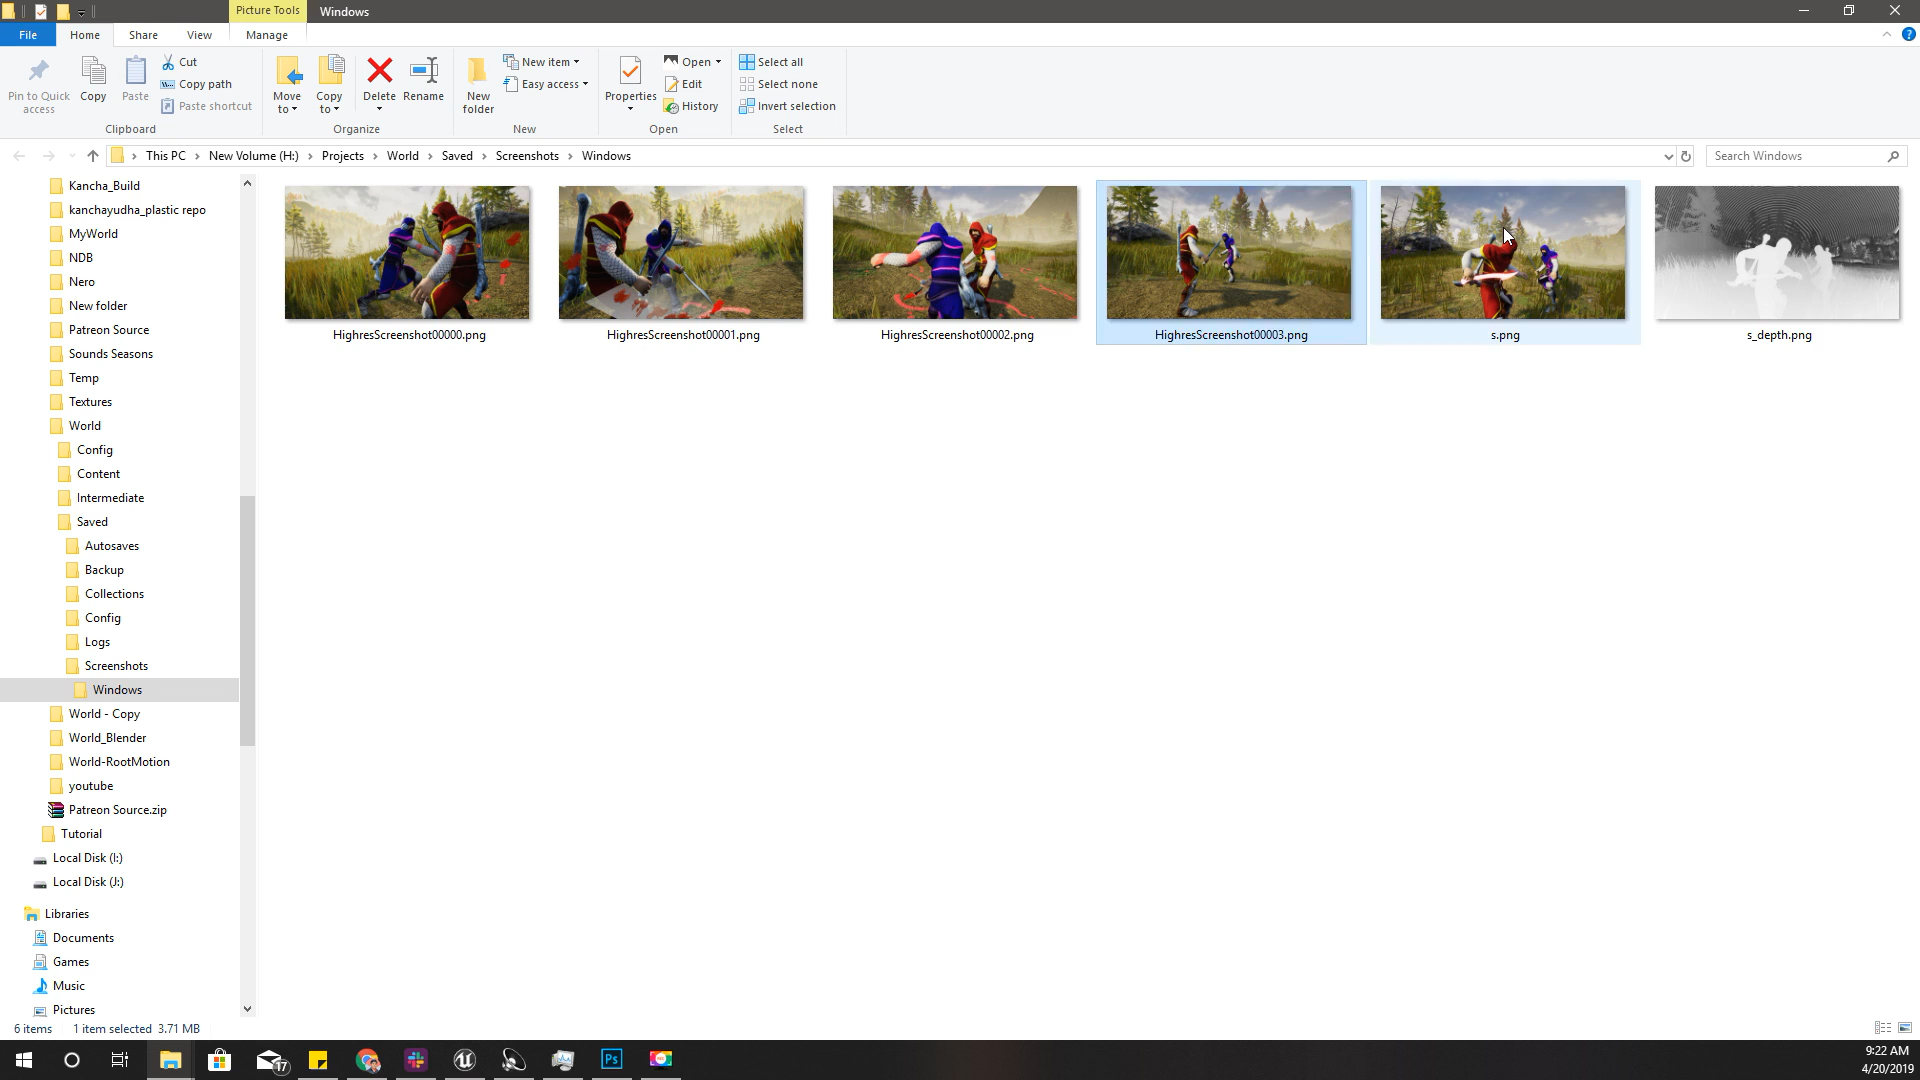 Picture Tools
Windows
File
Home
Share
View
Manage
Pin to Quick access
Copy
Paste
Cut
Copy path
Paste shortcut
Clipboard
Move to
Copy to
Delete
Rename
Organize
New folder
New item
Easy access
New
Properties
Open
Edit
History
Open
Select all
Select none
Invert selection
Select
This PC > New Volume (H:) > Projects > World > Saved > Screenshots > Windows
Search Windows
Kancha_Build
kanchayudha_plastic repo
MyWorld
NDB
Nero
New folder
Patreon Source
Sounds Seasons
Temp
Textures
World
Config
Content
Intermediate
Saved
Autosaves
Backup
Collections
Config
Logs
Screenshots
Windows
World - Copy
World_Blender
World-RootMotion
youtube
Patreon Source.zip
Tutorial
Local Disk (I:)
Local Disk (J:)
Libraries
Documents
Games
Music
Pictures
HighresScreenshot00000.png
HighresScreenshot00001.png
HighresScreenshot00002.png
HighresScreenshot00003.png
s.png
s_depth.png
6 items
1 item selected 3.71 MB
17
Ps
9:22 AM
4/20/2019